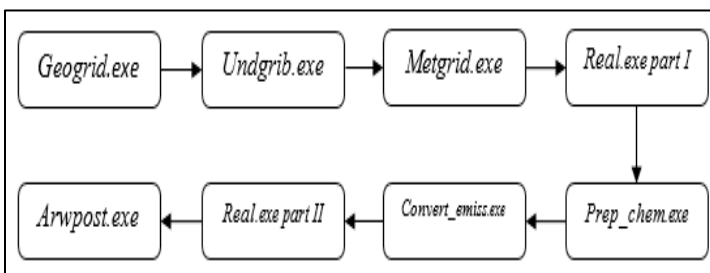 Geogrid.exe
Undgrib.exe
Metgrid.exe
Real.exe part I
Prep_chem.exe
Convert_emiss.exe
Real.exe part II
Arwpost.exe